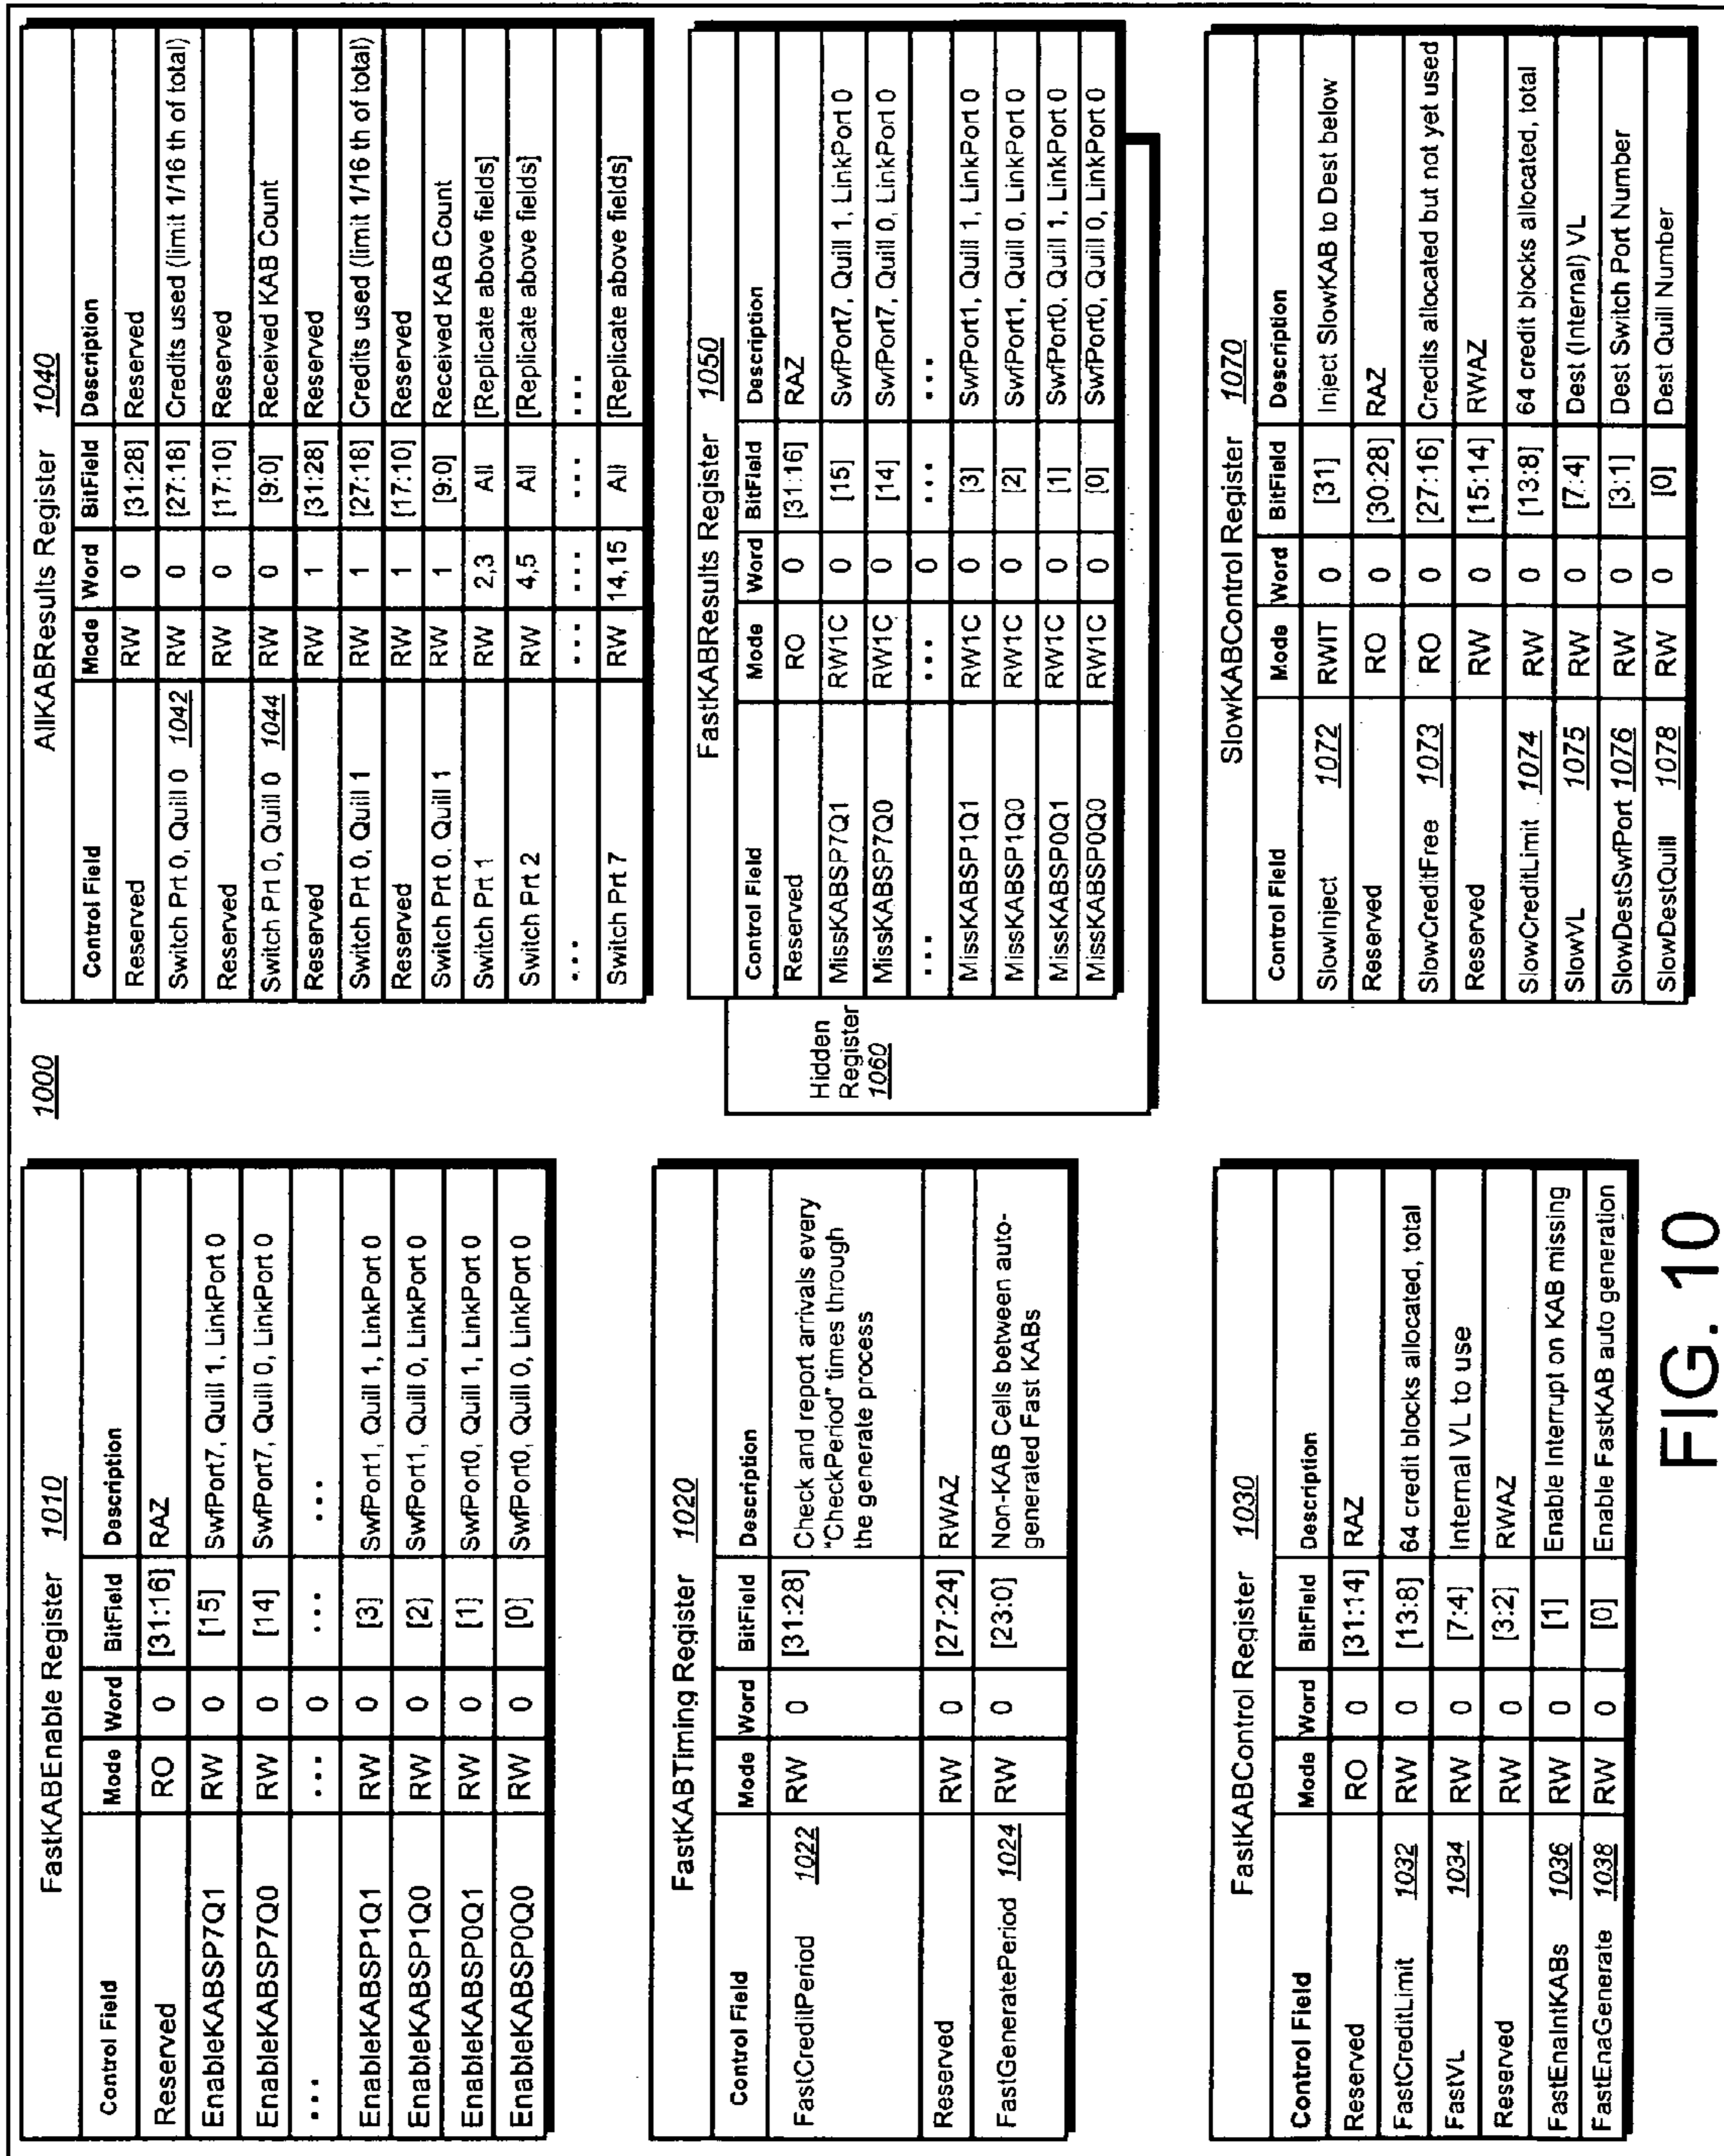 1000
FastKABEnable Register 1010
Control Field Mode Word BitField Description
Reserved RO 0 [31:16] RAZ
EnableKABSP7Q1 RW 0 [15] SwfPort7, Quill 1, LinkPort 0
EnableKABSP7Q0 RW 0 [14] SwfPort7, Quill 0, LinkPort 0
... ... 0 ... ...
EnableKABSP1Q1 RW 0 [3] SwfPort1, Quill 1, LinkPort 0
EnableKABSP1Q0 RW 0 [2] SwfPort1, Quill 0, LinkPort 0
EnableKABSP0Q1 RW 0 [1] SwfPort0, Quill 1, LinkPort 0
EnableKABSP0Q0 RW 0 [0] SwfPort0, Quill 0, LinkPort 0
FastKABTiming Register 1020
Control Field Mode Word BitField Description
FastCreditPeriod 1022 RW 0 [31:28] Check and report arrivals every
"CheckPeriod" times through
the generate process
Reserved RW 0 [27:24] RWAZ
FastGeneratePeriod 1024 RW 0 [23:0] Non-KAB Cells between auto-
generated Fast KABs
FastKABControl Register 1030
Control Field Mode Word BitField Description
Reserved RO 0 [31:14] RAZ
FastCreditLimit 1032 RW 0 [13:8] 64 credit blocks allocated, total
FastVL 1034 RW 0 [7:4] Internal VL to use
Reserved RW 0 [3:2] RWAZ
FastEnaIntKABs 1036 RW 0 [1] Enable Interrupt on KAB missing
FastEnaGenerate 1038 RW 0 [0] Enable FastKAB auto generation
AllKABResults Register 1040
Control Field Mode Word BitField Description
Reserved RW 0 [31:28] Reserved
Switch Prt 0, Quill 0 1042 RW 0 [27:18] Credits used (limit 1/16 th of total)
Reserved RW 0 [17:10] Reserved
Switch Prt 0, Quill 0 1044 RW 0 [9:0] Received KAB Count
Reserved RW 1 [31:28] Reserved
Switch Prt 0, Quill 1 RW 1 [27:18] Credits used (limit 1/16 th of total)
Reserved RW 1 [17:10] Reserved
Switch Prt 0, Quill 1 RW 1 [9:0] Received KAB Count
Switch Prt 1 RW 2,3 All [Replicate above fields]
Switch Prt 2 RW 4,5 All [Replicate above fields]
... ... ... ... ...
Switch Prt 7 RW 14,15 All [Replicate above fields]
FastKABResults Register 1050
Control Field Mode Word BitField Description
Reserved RO 0 [31:16] RAZ
MissKABSP7Q1 RW1C 0 [15] SwfPort7, Quill 1, LinkPort 0
MissKABSP7Q0 RW1C 0 [14] SwfPort7, Quill 0, LinkPort 0
... ... 0 ... ...
MissKABSP1Q1 RW1C 0 [3] SwfPort1, Quill 1, LinkPort 0
MissKABSP1Q0 RW1C 0 [2] SwfPort1, Quill 0, LinkPort 0
MissKABSP0Q1 RW1C 0 [1] SwfPort0, Quill 1, LinkPort 0
MissKABSP0Q0 RW1C 0 [0] SwfPort0, Quill 0, LinkPort 0
Hidden
Register
1060
SlowKABControl Register 1070
Control Field Mode Word BitField Description
SlowInject 1072 RWIT 0 [31] Inject SlowKAB to Dest below
Reserved RO 0 [30:28] RAZ
SlowCreditFree 1073 RO 0 [27:16] Credits allocated but not yet used
Reserved RW 0 [15:14] RWAZ
SlowCreditLimit 1074 RW 0 [13:8] 64 credit blocks allocated, total
SlowVL 1075 RW 0 [7:4] Dest (Internal) VL
SlowDestSwfPort 1076 RW 0 [3:1] Dest Switch Port Number
SlowDestQuill 1078 RW 0 [0] Dest Quill Number
FIG. 10